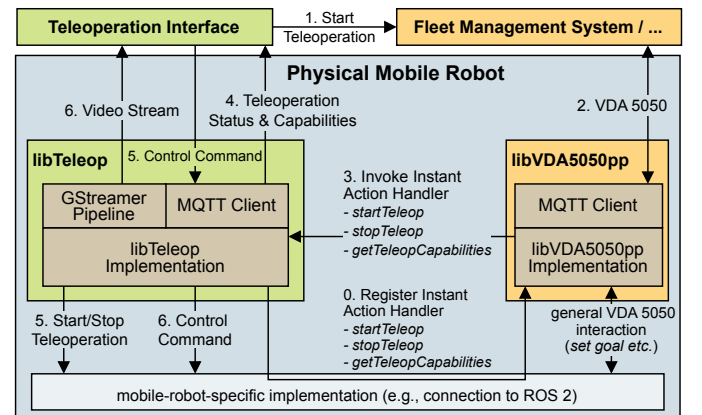 Teleoperation Interface
1. Start
Teleoperation
Fleet Management System / ...
Physical Mobile Robot
6. Video Stream
4. Teleoperation
Status & Capabilities
2. VDA 5050
libTeleop
5. Control Command
libVDA5050pp
3. Invoke Instant
Action Handler
- startTeleop
- stopTeleop
- getTeleopCapabilities
GStreamer
Pipeline
MQTT Client
MQTT Client
libTeleop
Implementation
libVDA5050pp
Implementation
5. Start/Stop
Teleoperation
6. Control
Command
0. Register Instant
Action Handler
- startTeleop
- stopTeleop
- getTeleopCapabilities
general VDA 5050
interaction
(set goal etc.)
mobile-robot-specific implementation (e.g., connection to ROS 2)